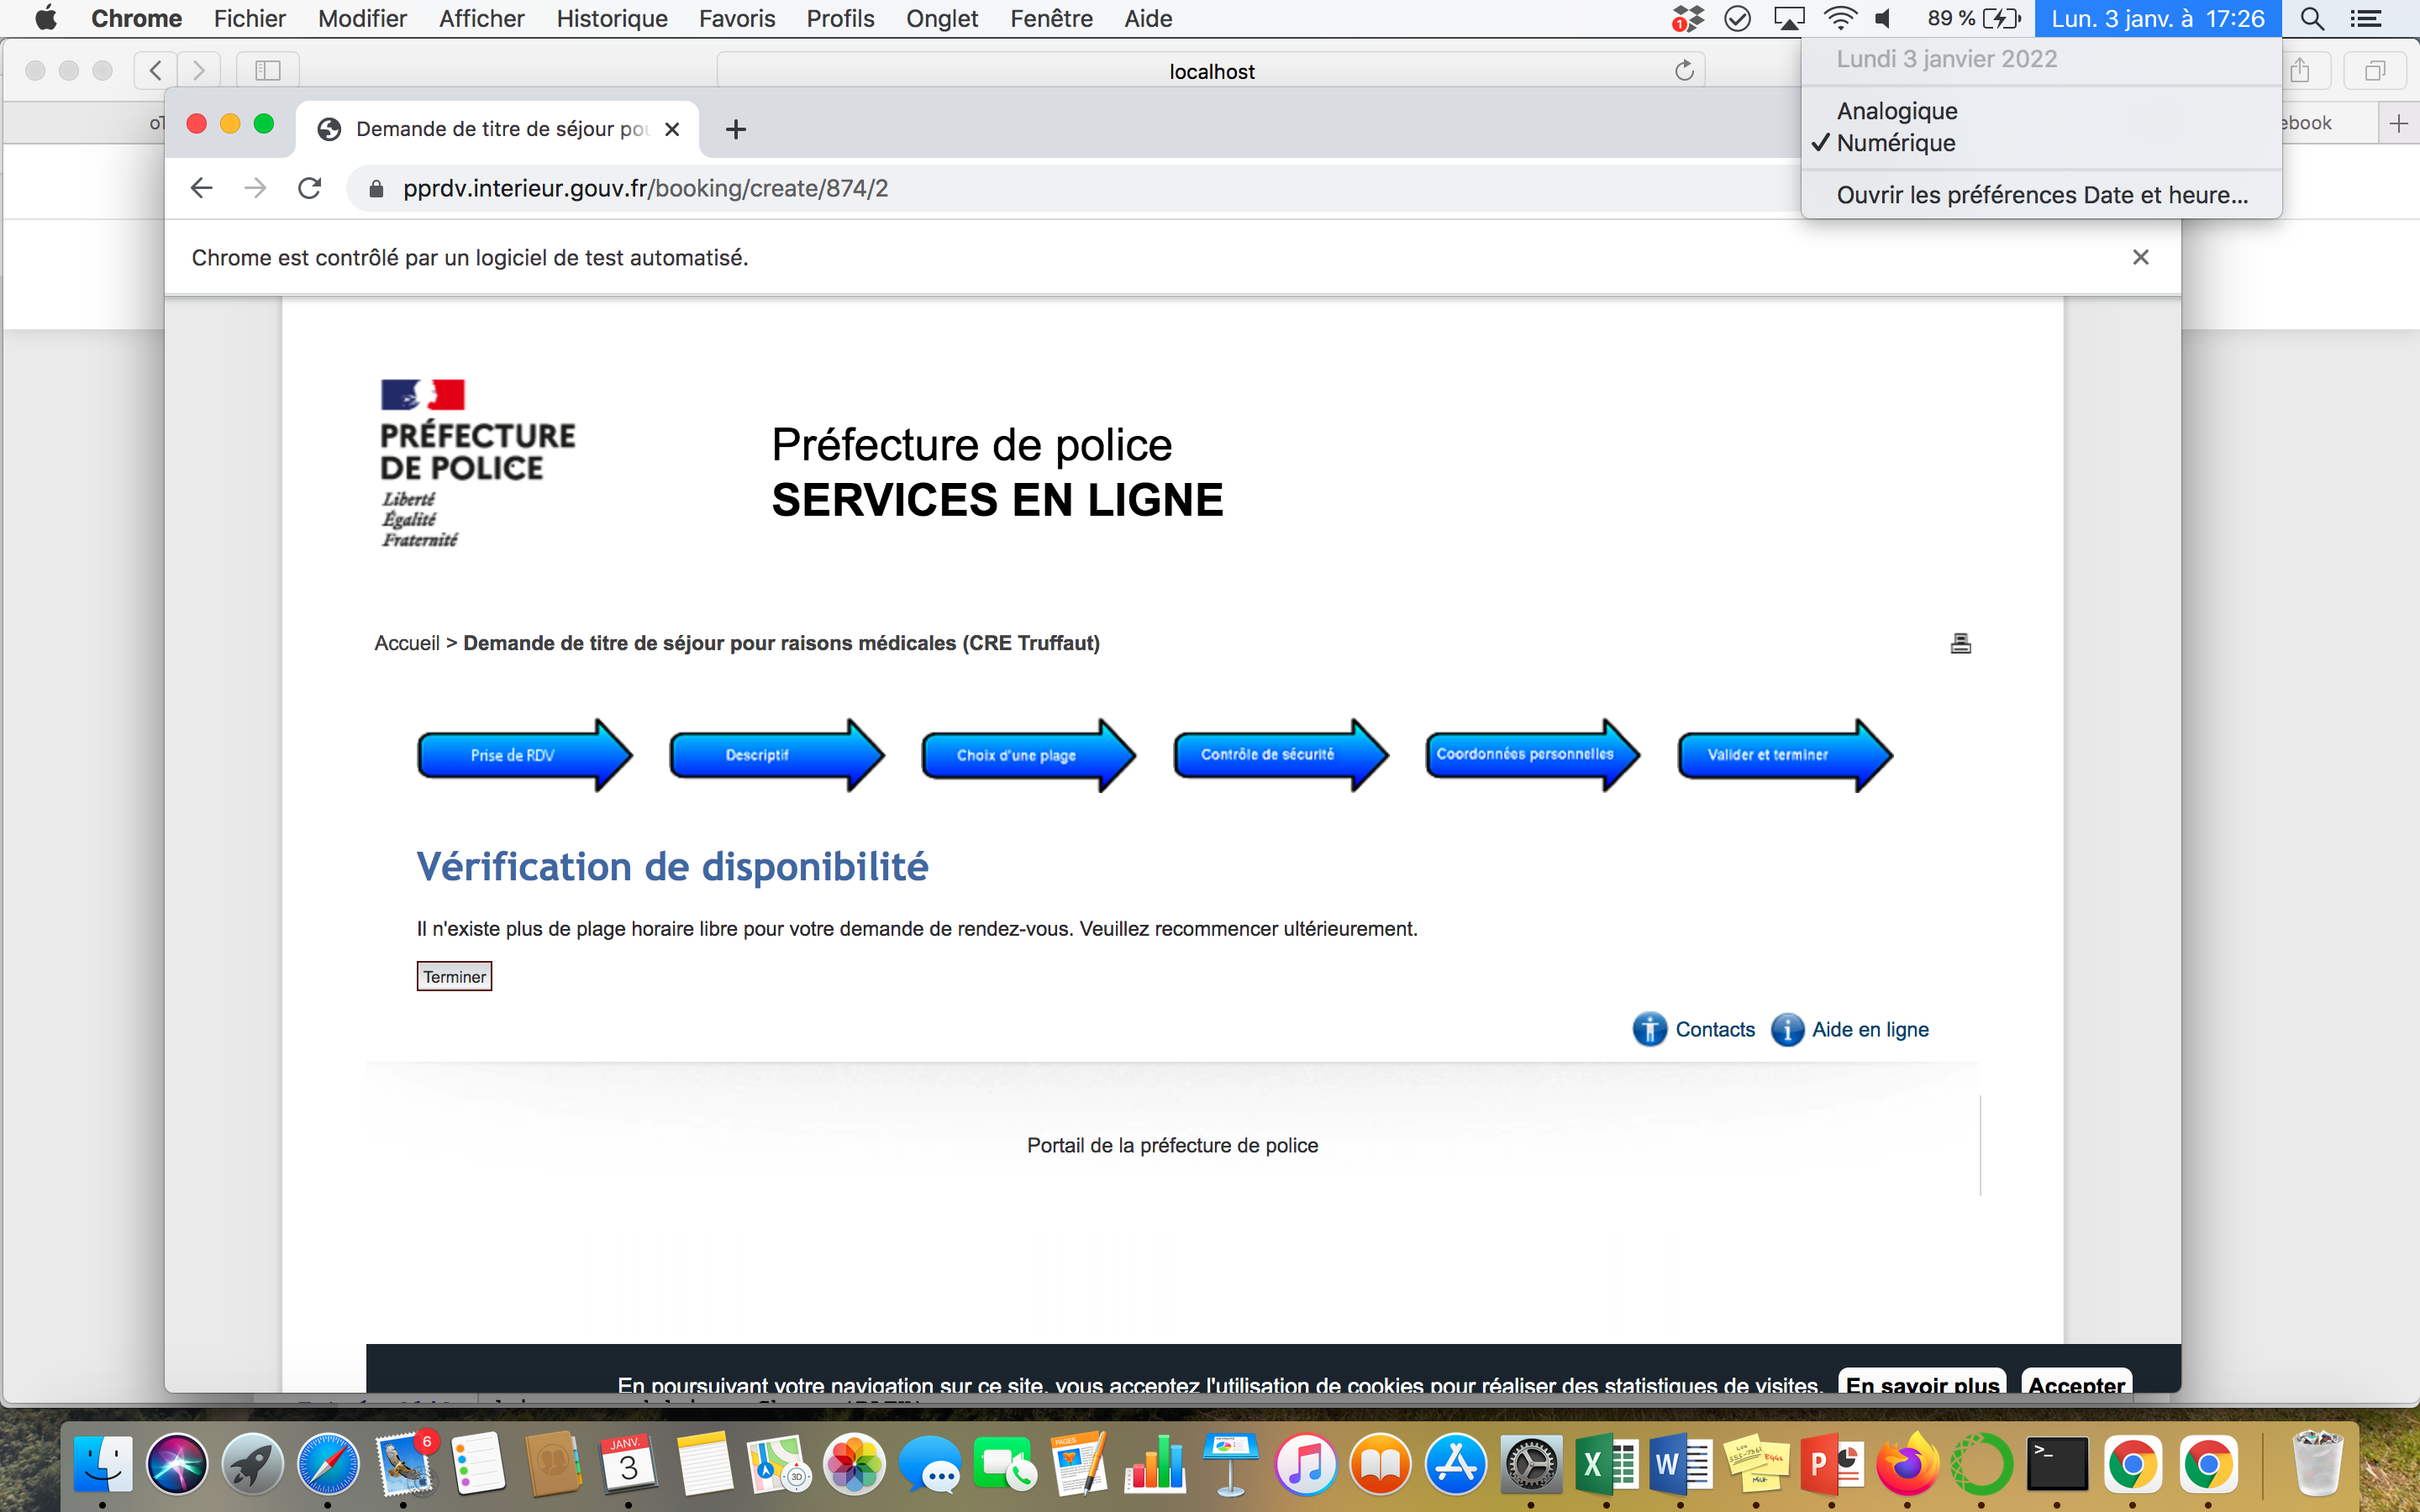 Chrome Fichier Modifier Afficher Historique Favoris Profils Onglet Fenêtre Aide
1
89 % Lun. 3 janv. à 17:26
Lundi 3 janvier 2022
Analogique
✓ Numérique
Ouvrir les préférences Date et heure...
localhost
ebook
Demande de titre de séjour pou
pprdv.interieur.gouv.fr/booking/create/874/2
Chrome est contrôlé par un logiciel de test automatisé.
PRÉFECTURE
DE POLICE
Liberté
Égalité
Fraternité
Préfecture de police
SERVICES EN LIGNE
Accueil > Demande de titre de séjour pour raisons médicales (CRE Truffaut)
Prise de RDV
Descriptif
Choix d'une plage
Contrôle de sécurité
Coordonnées personnelles
Valider et terminer
Vérification de disponibilité
Il n'existe plus de plage horaire libre pour votre demande de rendez-vous. Veuillez recommencer ultérieurement.
Terminer
Contacts
Aide en ligne
Portail de la préfecture de police
En poursuivant votre navigation sur ce site, vous acceptez l'utilisation de cookies pour réaliser des statistiques de visites. En savoir plus Accepter
6
JANV.
3
3D
PAGES
X
W
P
>_